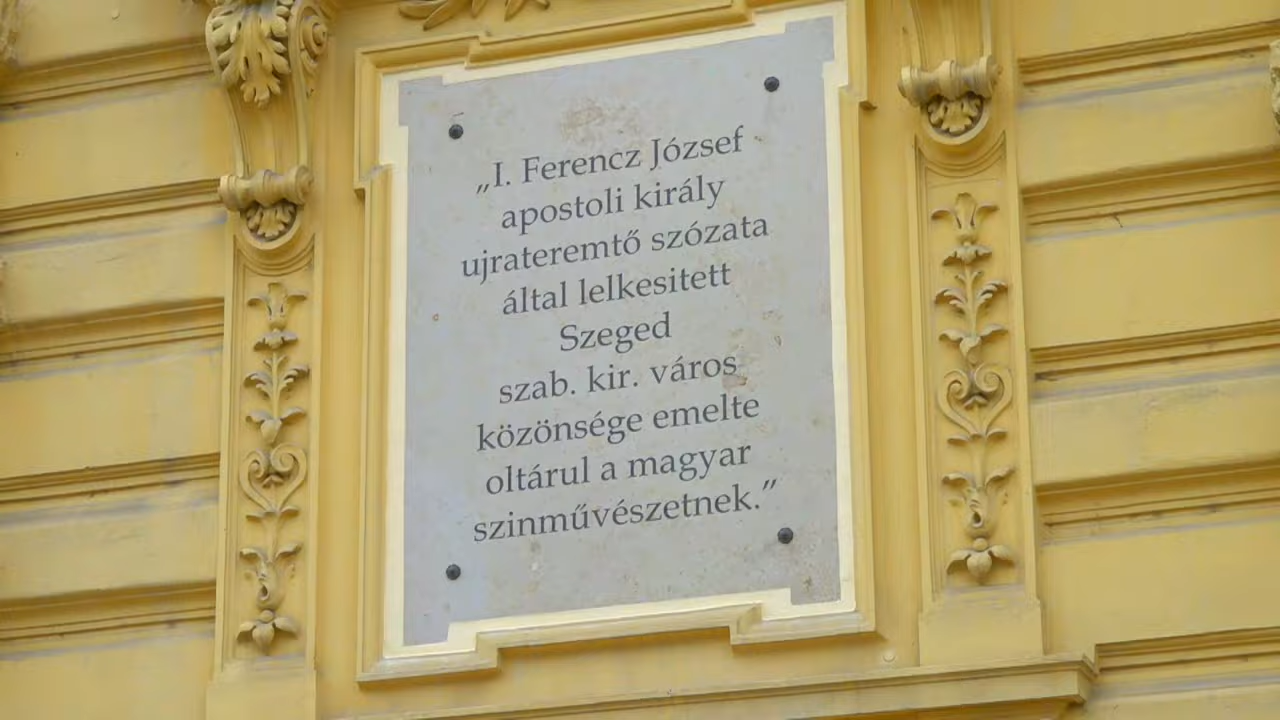 „I. Ferencz József
apostoli király
ujrateremtő szózata
által lelkesitett
Szeged
szab. kir. város
közönsége emelte
oltárul a magyar
szinművészetnek.”